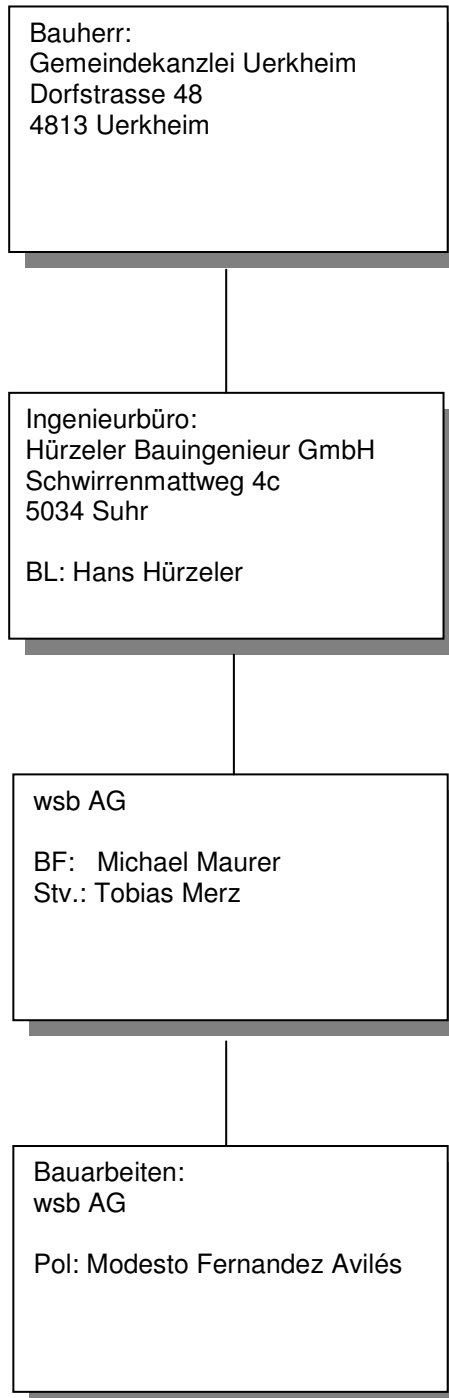 Bauherr:
Gemeindekanzlei Uerkheim
Dorfstrasse 48
4813 Uerkheim
Ingenieurbüro:
Hürzeler Bauingenieur GmbH
Schwirrenmattweg 4c
5034 Suhr
BL: Hans Hürzeler
wsb AG
BF: Michael Maurer
Stv.: Tobias Merz
Bauarbeiten:
wsb AG
Pol: Modesto Fernandez Avilés